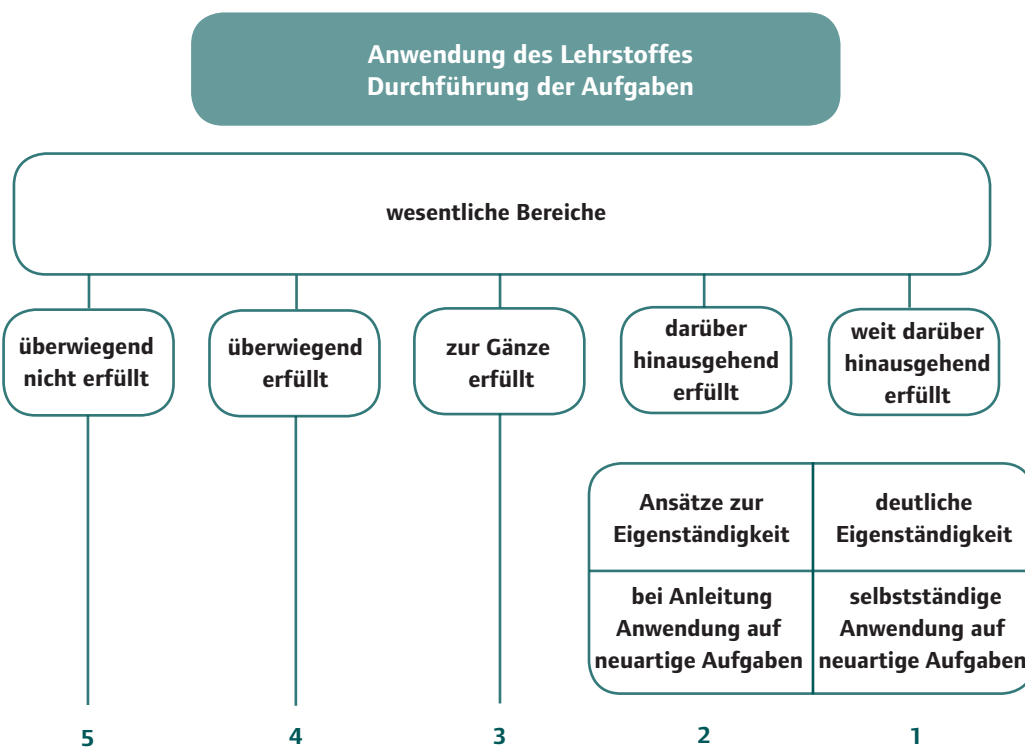 Anwendung des Lehrstoffes
Durchführung der Aufgaben
wesentliche Bereiche
überwiegend
nicht erfüllt
überwiegend
erfüllt
zur Gänze
erfüllt
darüber
hinausgehend
erfüllt
weit darüber
hinausgehend
erfüllt
Ansätze zur
Eigenständigkeit
deutliche
Eigenständigkeit
bei Anleitung
Anwendung auf
neuartige Aufgaben
selbstständige
Anwendung auf
neuartige Aufgaben
5
4
3
2
1